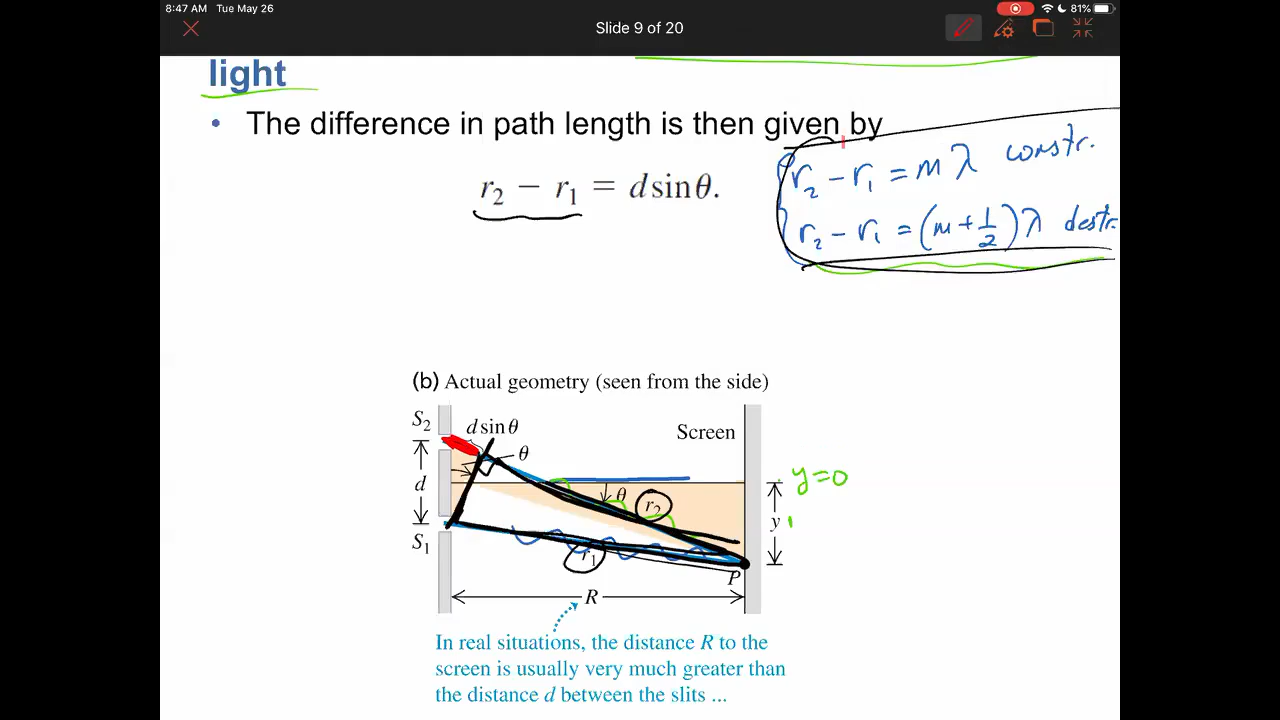 8:47 AM Tue May 26
81%
Slide 9 of 20
light
• The difference in path length is then given by
r₂ − r₁ = d sin θ.
r₂ − r₁ = m λ constr.
r₂ − r₁ = (m + 1/2) λ destr.
(b) Actual geometry (seen from the side)
S₂
d sin θ
Screen
θ
y=0
d
θ
r₂
y
S₁
r₁
P
R
In real situations, the distance R to the
screen is usually very much greater than
the distance d between the slits ...